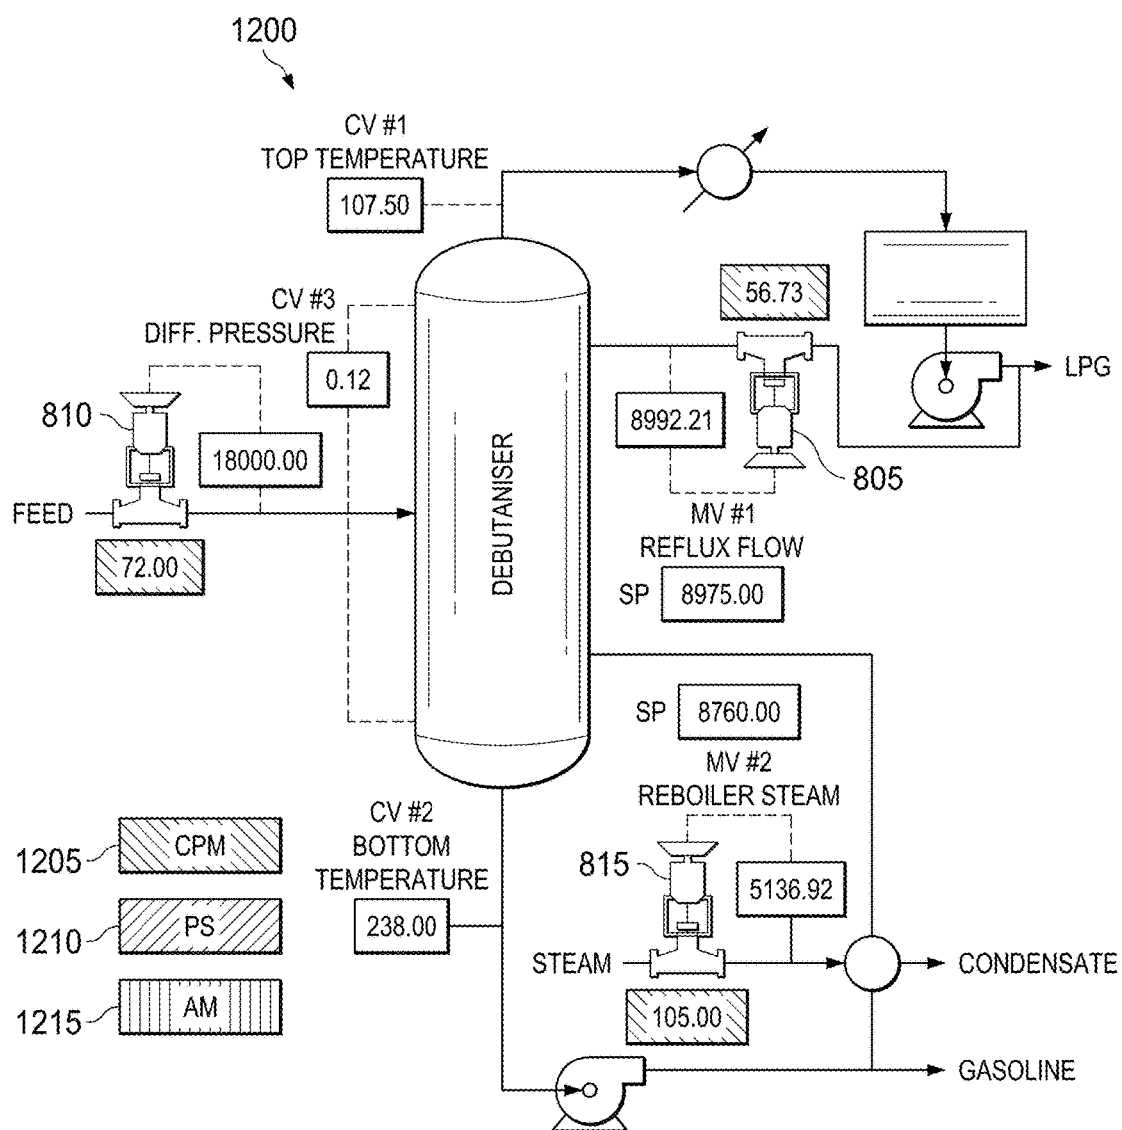 1200
CV #1
TOP TEMPERATURE
107.50
CV #3
DIFF. PRESSURE
0.12
56.73
810
18000.00
8992.21
LPG
805
FEED
72.00
DEBUTANISER
MV #1
REFLUX FLOW
SP 8975.00
SP 8760.00
MV #2
REBOILER STEAM
CV #2
BOTTOM
TEMPERATURE
238.00
815
5136.92
STEAM
CONDENSATE
105.00
GASOLINE
1205 CPM
1210 PS
1215 AM